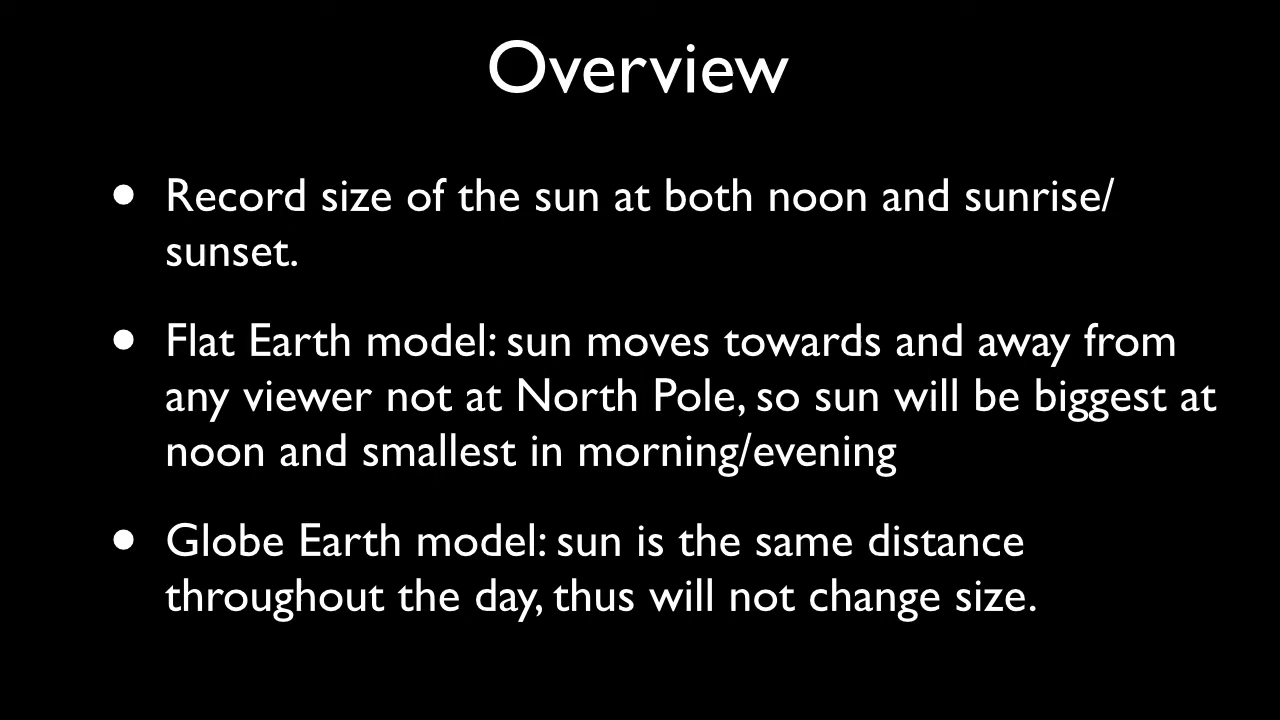 Overview
• Record size of the sun at both noon and sunrise/
sunset.
• Flat Earth model: sun moves towards and away from
any viewer not at North Pole, so sun will be biggest at
noon and smallest in morning/evening
• Globe Earth model: sun is the same distance
throughout the day, thus will not change size.